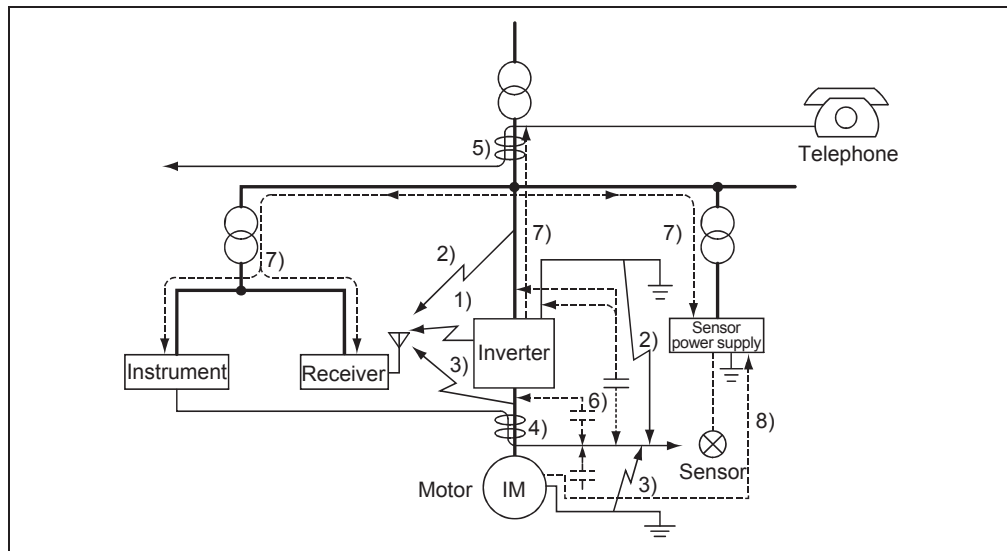 Telephone
5)
7)
7)
7)
2)
1)
Sensor
power supply
2)
Inverter
3)
Instrument
Receiver
6)
4)
8)
Sensor
3)
Motor
IM